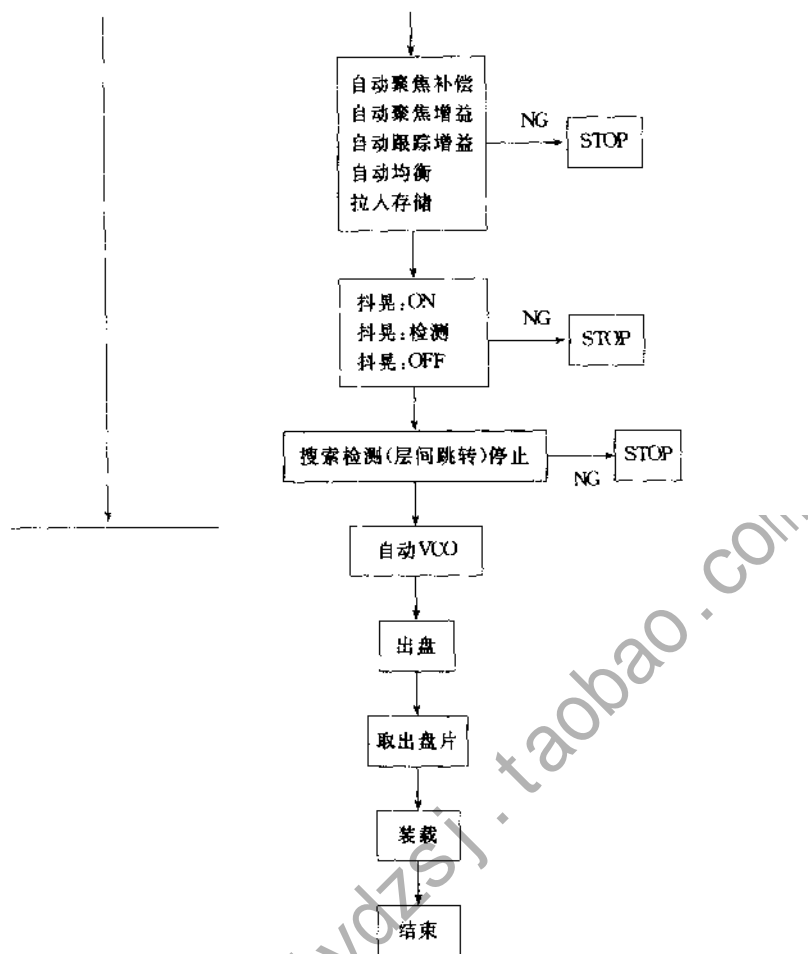 自动聚焦补偿
自动聚焦增益
自动跟踪增益
自动均衡
拉入存储
NG
STOP
抖晃:ON
抖晃:检测
抖晃:OFF
NG
STOP
搜索检测(层间跳转)停止
NG
STOP
自动VCO
出盘
取出盘片
装载
结束
ydzsj.taobao.com